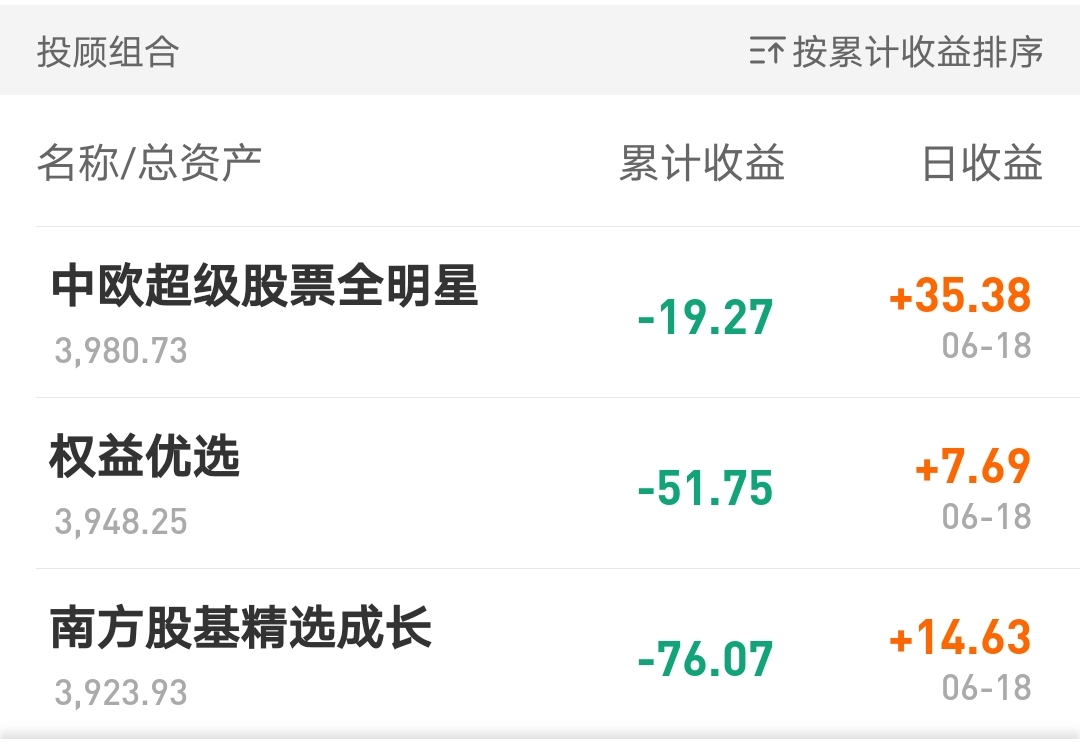 投顾组合 按累计收益排序
名称/总资产 累计收益 日收益
中欧超级股票全明星 -19.27 +35.38
3,980.73 06-18
权益优选 -51.75 +7.69
3,948.25 06-18
南方股基精选成长 -76.07 +14.63
3,923.93 06-18